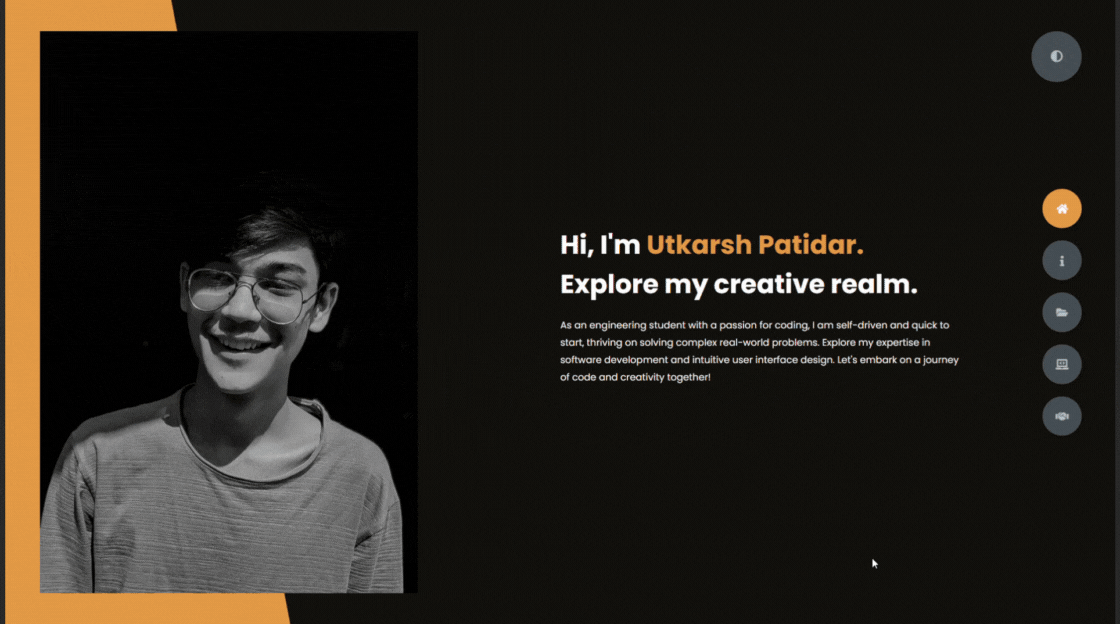 Hi, I'm Utkarsh Patidar.
Explore my creative realm.
As an engineering student with a passion for coding, I am self-driven and quick to
start, thriving on solving complex real-world problems. Explore my expertise in
software development and intuitive user interface design. Let's embark on a journey
of code and creativity together!